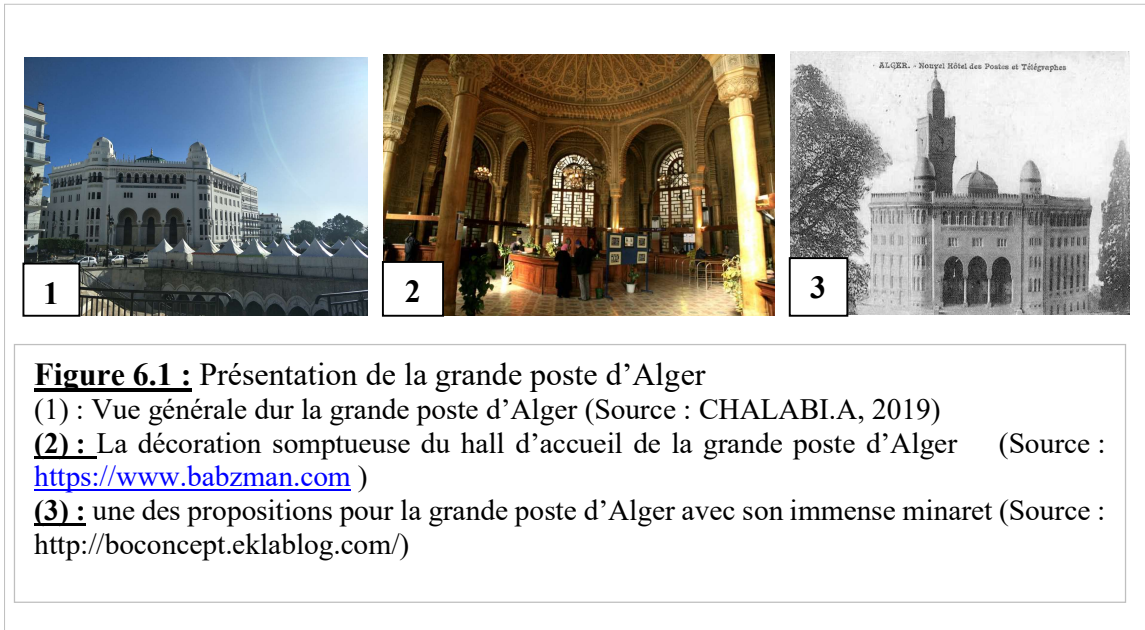 ALGER. - Nouvel Hôtel des Postes et Télégraphes
1
2
3
Figure 6.1 : Présentation de la grande poste d’Alger
(1) : Vue générale dur la grande poste d’Alger (Source : CHALABI.A, 2019)
(2) : La décoration somptueuse du hall d’accueil de la grande poste d’Alger (Source :
https://www.babzman.com )
(3) : une des propositions pour la grande poste d’Alger avec son immense minaret (Source :
http://boconcept.eklablog.com/)